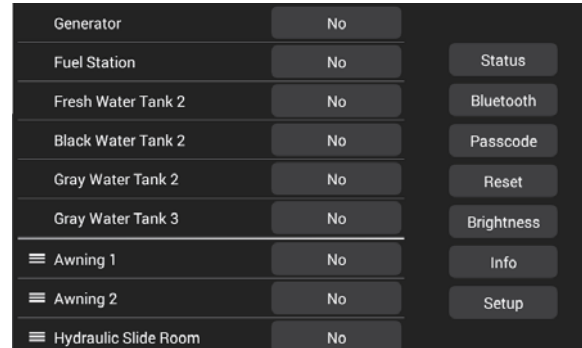 Generator No
Fuel Station No
Status
Fresh Water Tank 2 No
Bluetooth
Black Water Tank 2 No
Passcode
Gray Water Tank 2 No
Reset
Gray Water Tank 3 No
Brightness
Awning 1 No
Info
Awning 2 No
Setup
Hydraulic Slide Room No